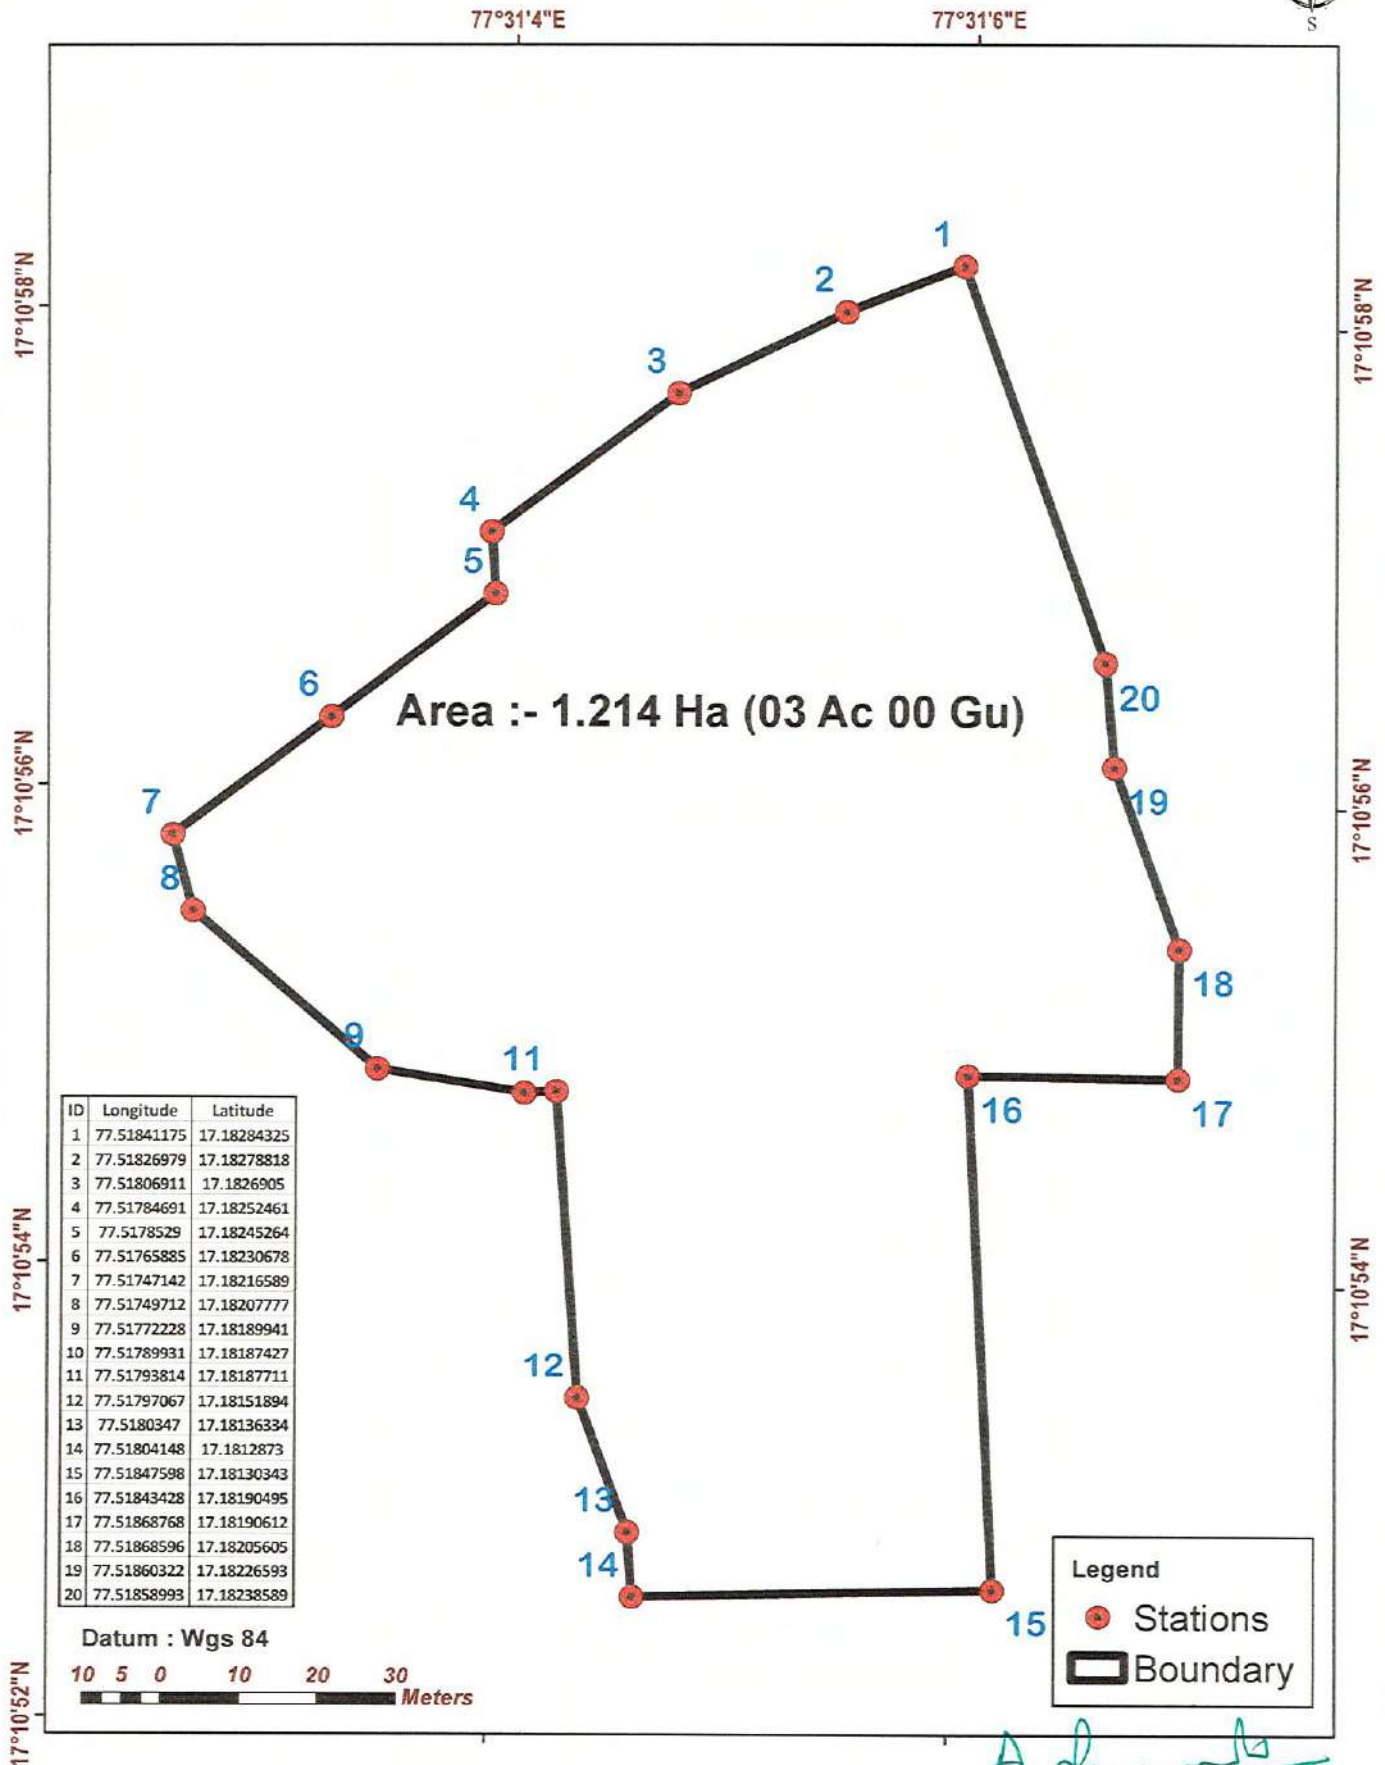 S
77°31'4"E 77°31'6"E
17°10'58"N
17°10'58"N
17°10'56"N
17°10'56"N
17°10'54"N
17°10'54"N
17°10'52"N
1
2
3
4
5
6
7
8
9
11
12
13
14
15
16
17
18
19
20
Area :- 1.214 Ha (03 Ac 00 Gu)
ID Longitude Latitude
1 77.51841175 17.18284325
2 77.51826979 17.18278818
3 77.51806911 17.1826905
4 77.51784691 17.18252461
5 77.5178529 17.18245264
6 77.51765885 17.18230678
7 77.51747142 17.18216589
8 77.51749712 17.18207777
9 77.51772228 17.18189941
10 77.51789931 17.18187427
11 77.51793814 17.18187711
12 77.51797067 17.18151894
13 77.5180347 17.18136334
14 77.51804148 17.1812873
15 77.51847598 17.18130343
16 77.51843428 17.18190495
17 77.51868768 17.18190612
18 77.51868596 17.18205605
19 77.51860322 17.18226593
20 77.51858993 17.18238589
Datum : Wgs 84
10 5 0 10 20 30
Meters
Legend
Stations
Boundary